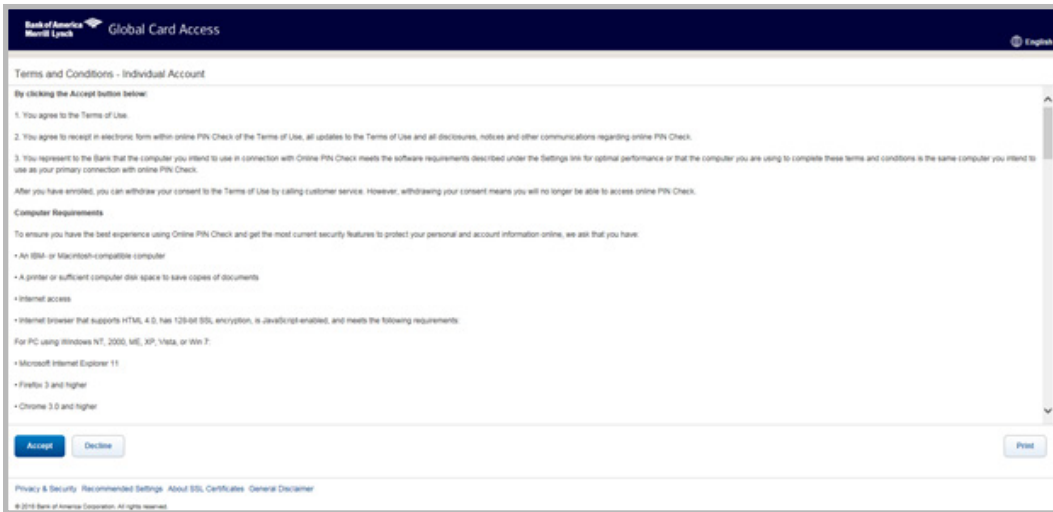 Bank of America
Merrill Lynch
Global Card Access
English
Terms and Conditions - Individual Account
By clicking the Accept button below:
1. You agree to the Terms of Use.
2. You agree to receipt in electronic form within online PIN Check of the Terms of Use, all updates to the Terms of Use and all disclosures, notices and other communications regarding online PIN Check.
3. You represent to the Bank that the computer you intend to use in connection with Online PIN Check meets the software requirements described under the Settings link for optimal performance or that the computer you are using to complete these terms and conditions is the same computer you intend to
use as your primary connection with online PIN Check.
After you have enrolled, you can withdraw your consent to the Terms of Use by calling customer service. However, withdrawing your consent means you will no longer be able to access online PIN Check.
Computer Requirements
To ensure you have the best experience using Online PIN Check and get the most current security features to protect your personal and account information online, we ask that you have:
• An IBM- or Macintosh-compatible computer
• A printer or sufficient computer disk space to save copies of documents
• Internet access
• Internet browser that supports HTML 4.0, has 128-bit SSL encryption, is JavaScript-enabled, and meets the following requirements:
For PC using Windows NT, 2000, ME, XP, Vista, or Win 7:
• Microsoft Internet Explorer 11
• Firefox 3 and higher
• Chrome 3.0 and higher
Accept
Decline
Print
Privacy & Security Recommended Settings About SSL Certificates General Disclaimer
© 2018 Bank of America Corporation. All rights reserved.